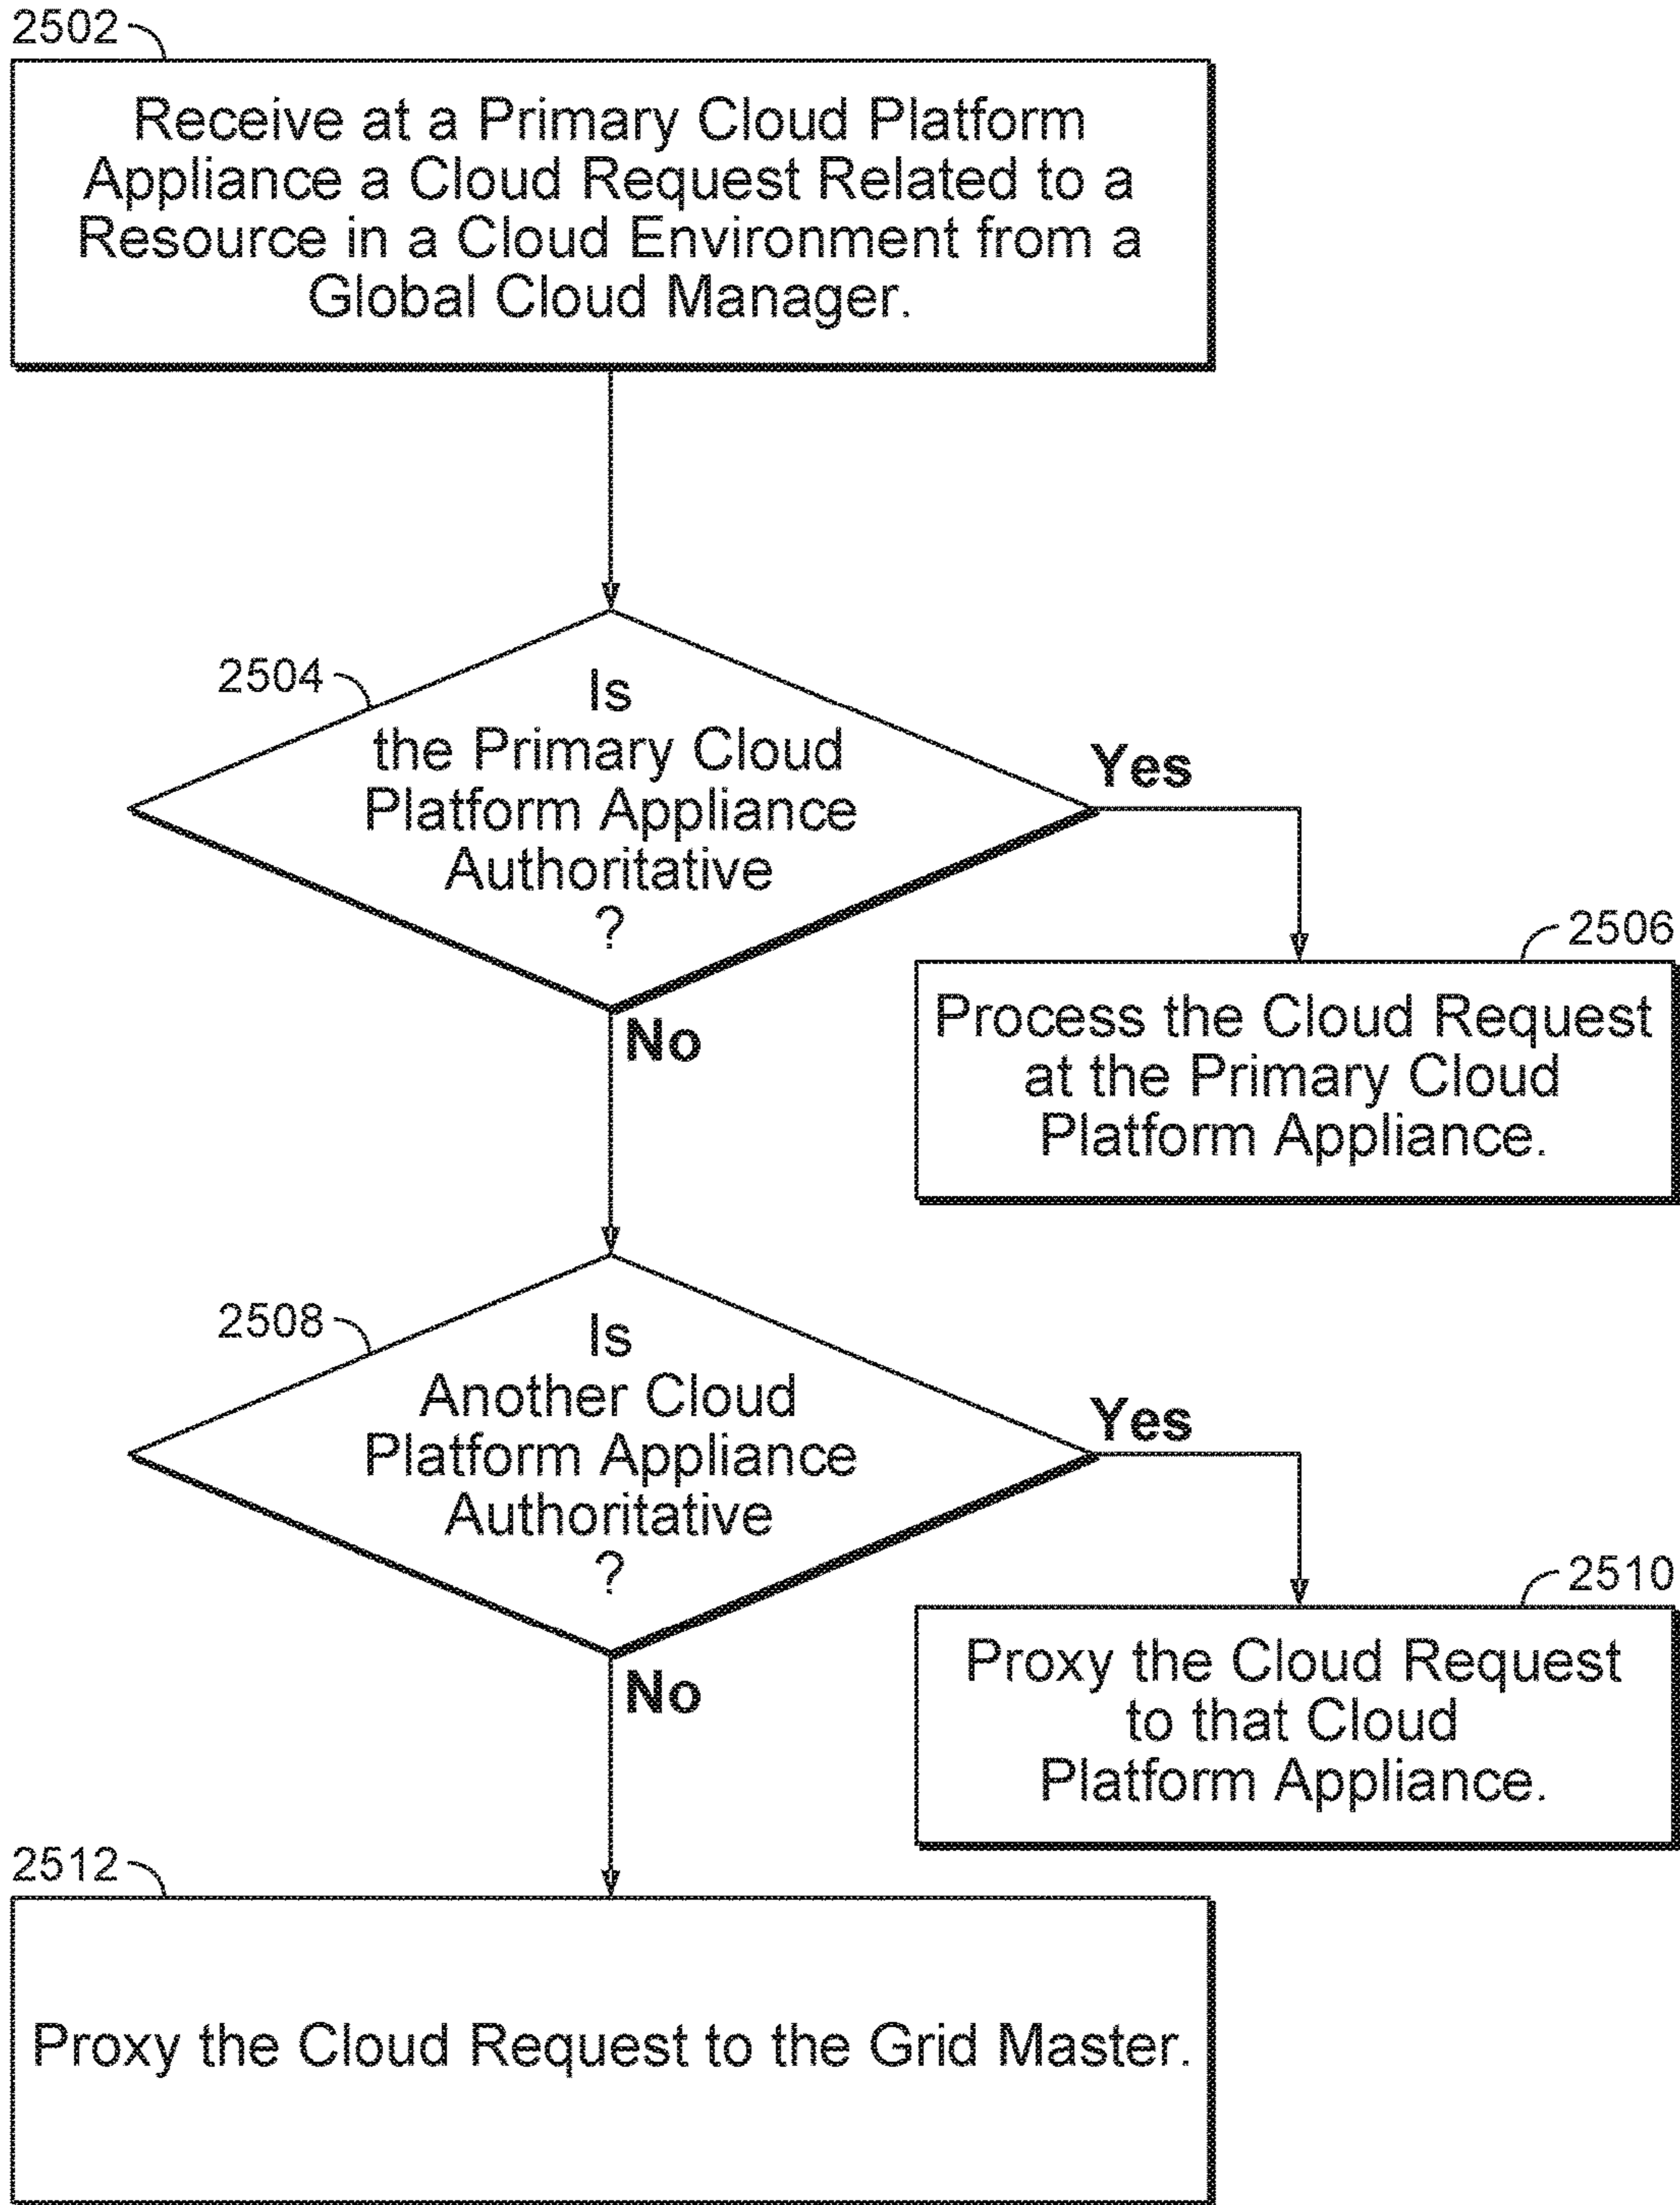 2502
Receive at a Primary Cloud Platform
Appliance a Cloud Request Related to a
Resource in a Cloud Environment from a
Global Cloud Manager.
2504
Is
the Primary Cloud
Platform Appliance
Authoritative
?
Yes
No
2506
Process the Cloud Request
at the Primary Cloud
Platform Appliance.
2508
Is
Another Cloud
Platform Appliance
Authoritative
?
Yes
No
2510
Proxy the Cloud Request
to that Cloud
Platform Appliance.
2512
Proxy the Cloud Request to the Grid Master.